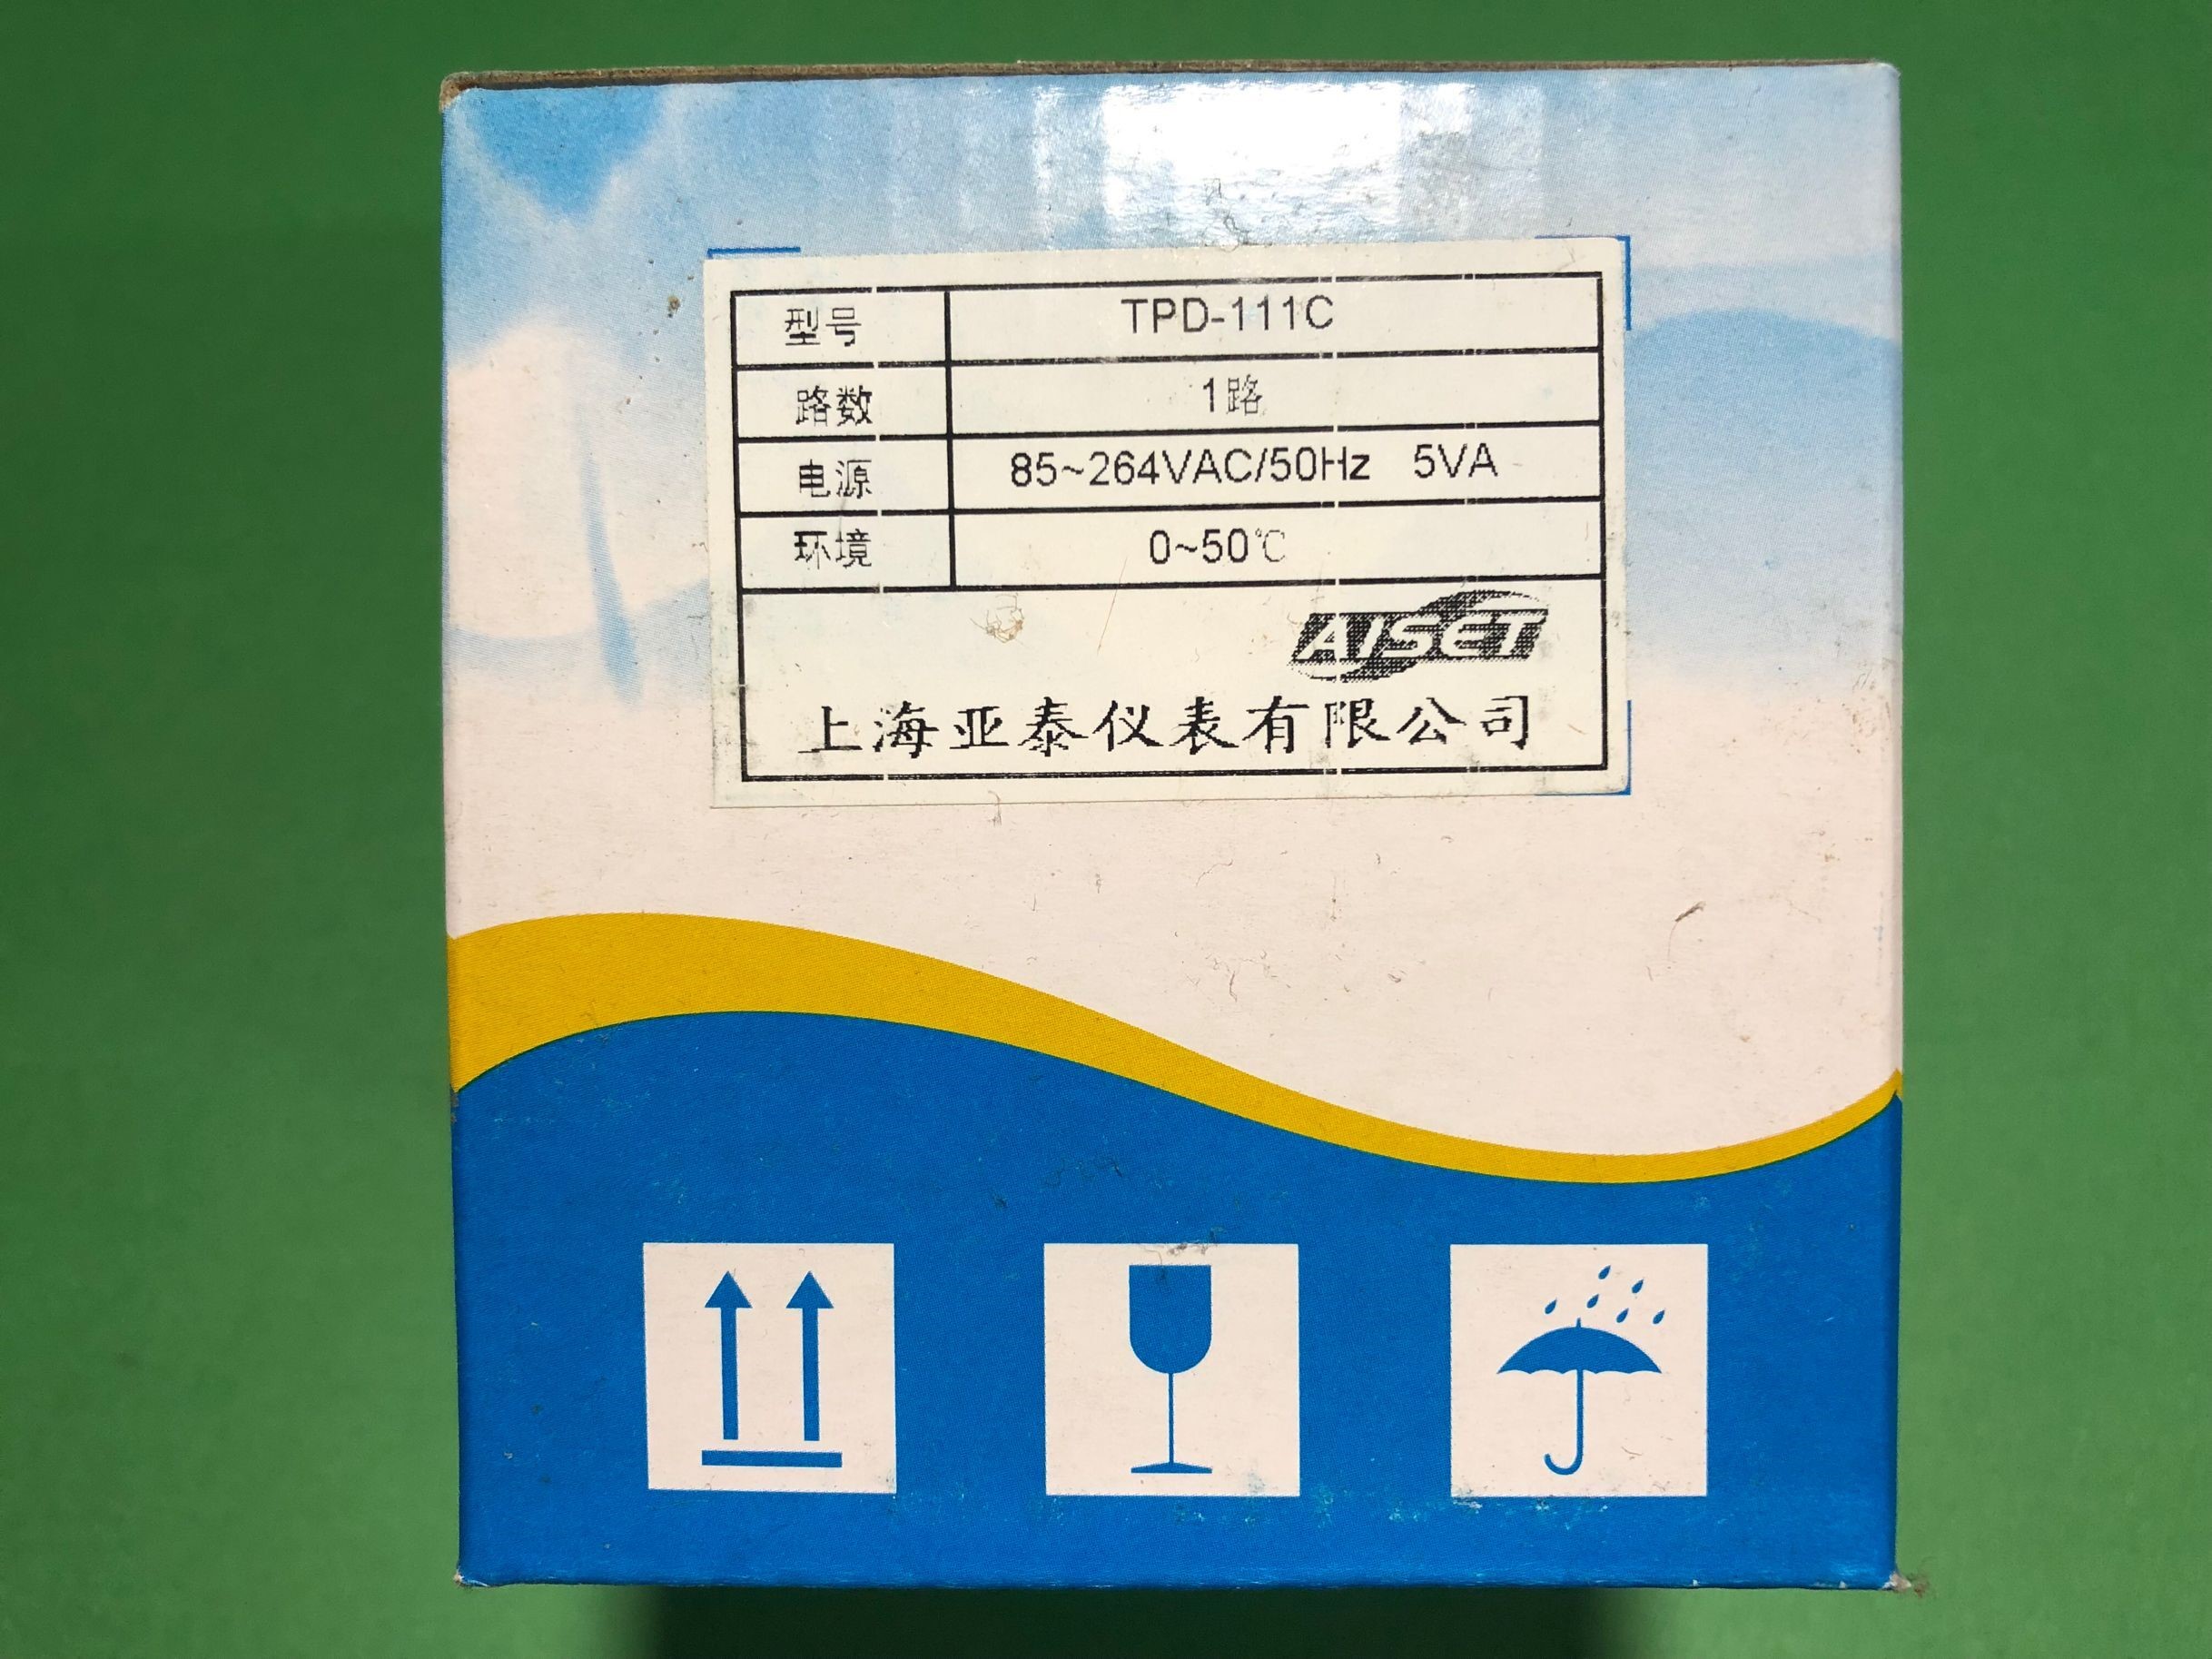 型号 TPD-111C
路数 1路
电源 85~264VAC/50Hz 5VA
环境 0~50℃
AISET
上海亚泰仪表有限公司